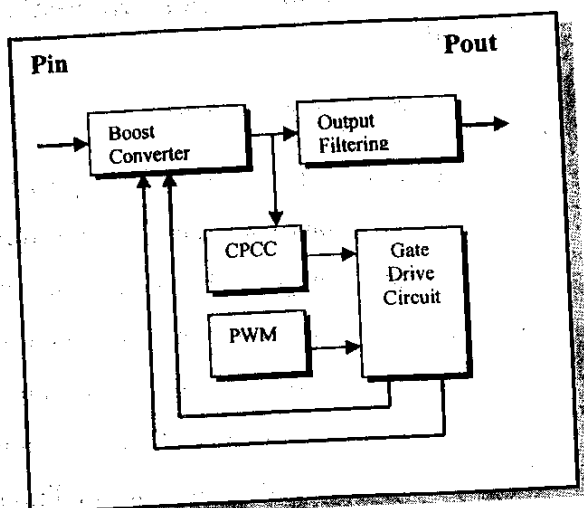 Pin
Pout
Boost
Converter
Output
Filtering
CPCC
Gate
Drive
Circuit
PWM